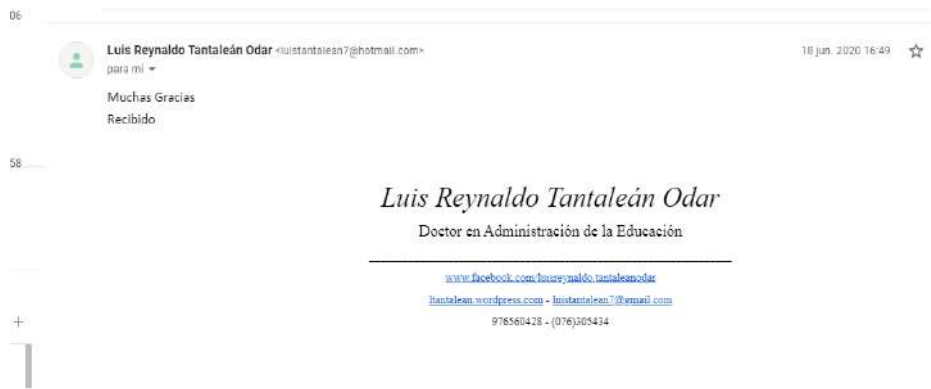 06
Luis Reynaldo Tantaleán Odar <luistantalean7@hotmail.com>
18 jun. 2020 16:49
para mí
Muchas Gracias
Recibido
58
Luis Reynaldo Tantaleán Odar
Doctor en Administración de la Educación
www.facebook.com/luisreynaldo.tantaleanodar
ltantalean.wordpress.com - luistantalean7@gmail.com
976560428 - (076)305434